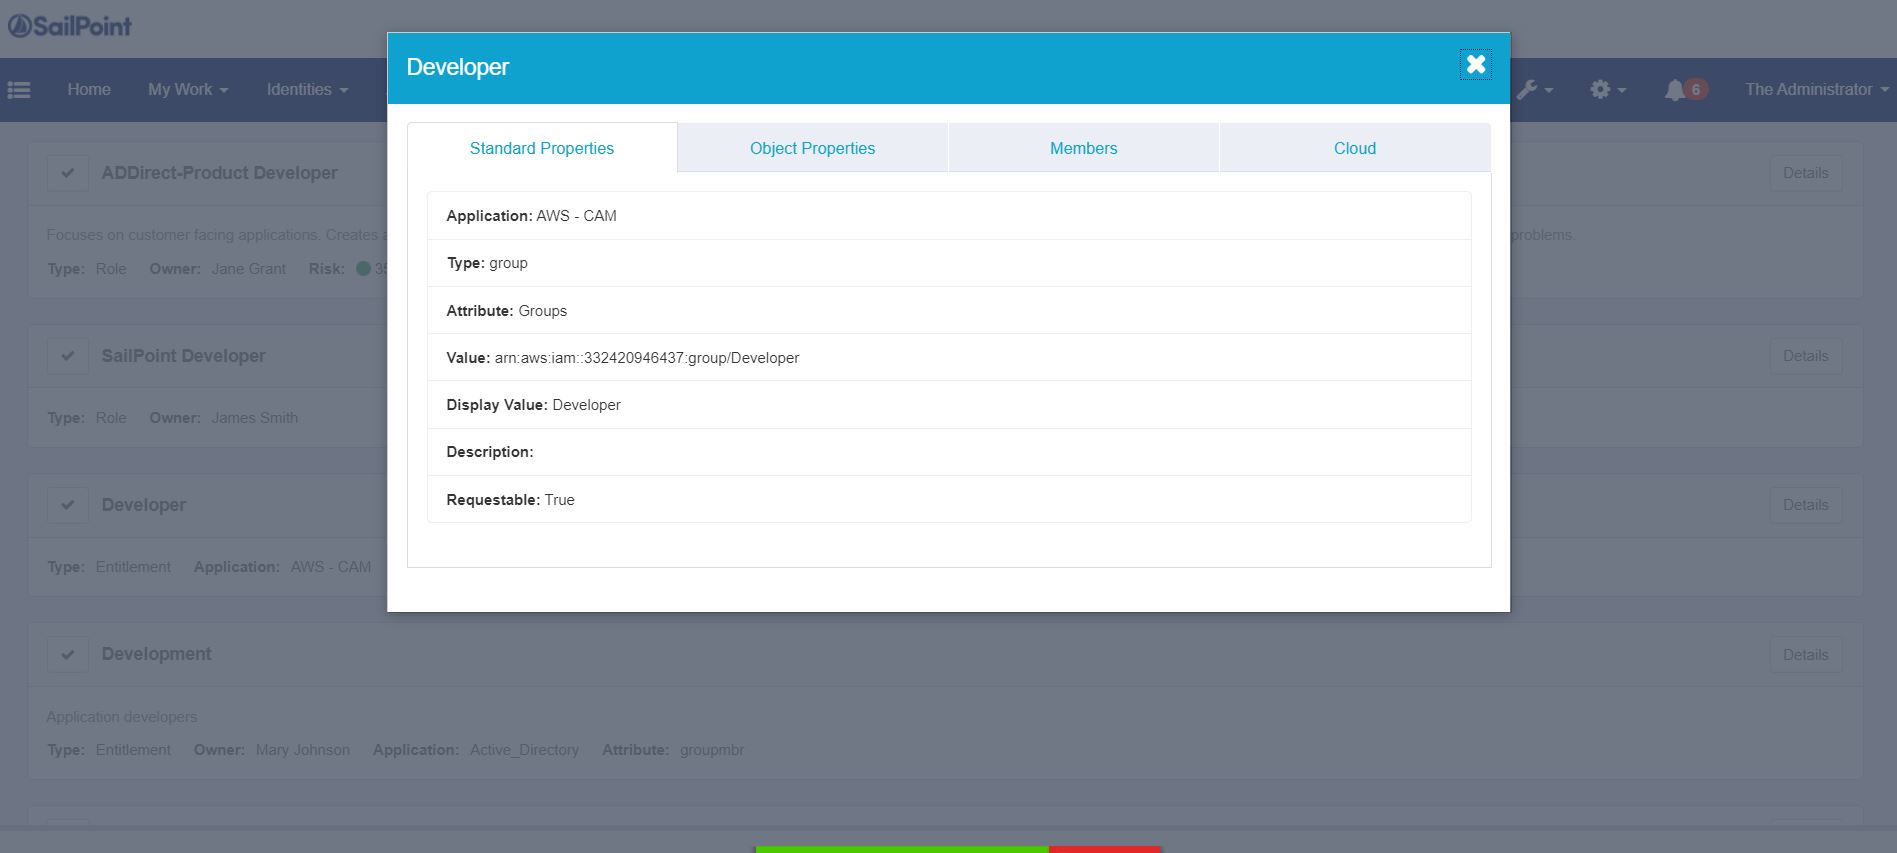 SailPoint
Home My Work Identities 6 The Administrator
Developer
Standard Properties Object Properties Members Cloud
Application: AWS - CAM
Type: group
Attribute: Groups
Value: arn:aws:iam::332420946437:group/Developer
Display Value: Developer
Description:
Requestable: True
ADDirect-Product Developer Details
Focuses on customer facing applications. Creates problems.
Type: Role Owner: Jane Grant Risk:
SailPoint Developer Details
Type: Role Owner: James Smith
Developer Details
Type: Entitlement Application: AWS - CAM
Development Details
Application developers
Type: Entitlement Owner: Mary Johnson Application: Active_Directory Attribute: groupmbr